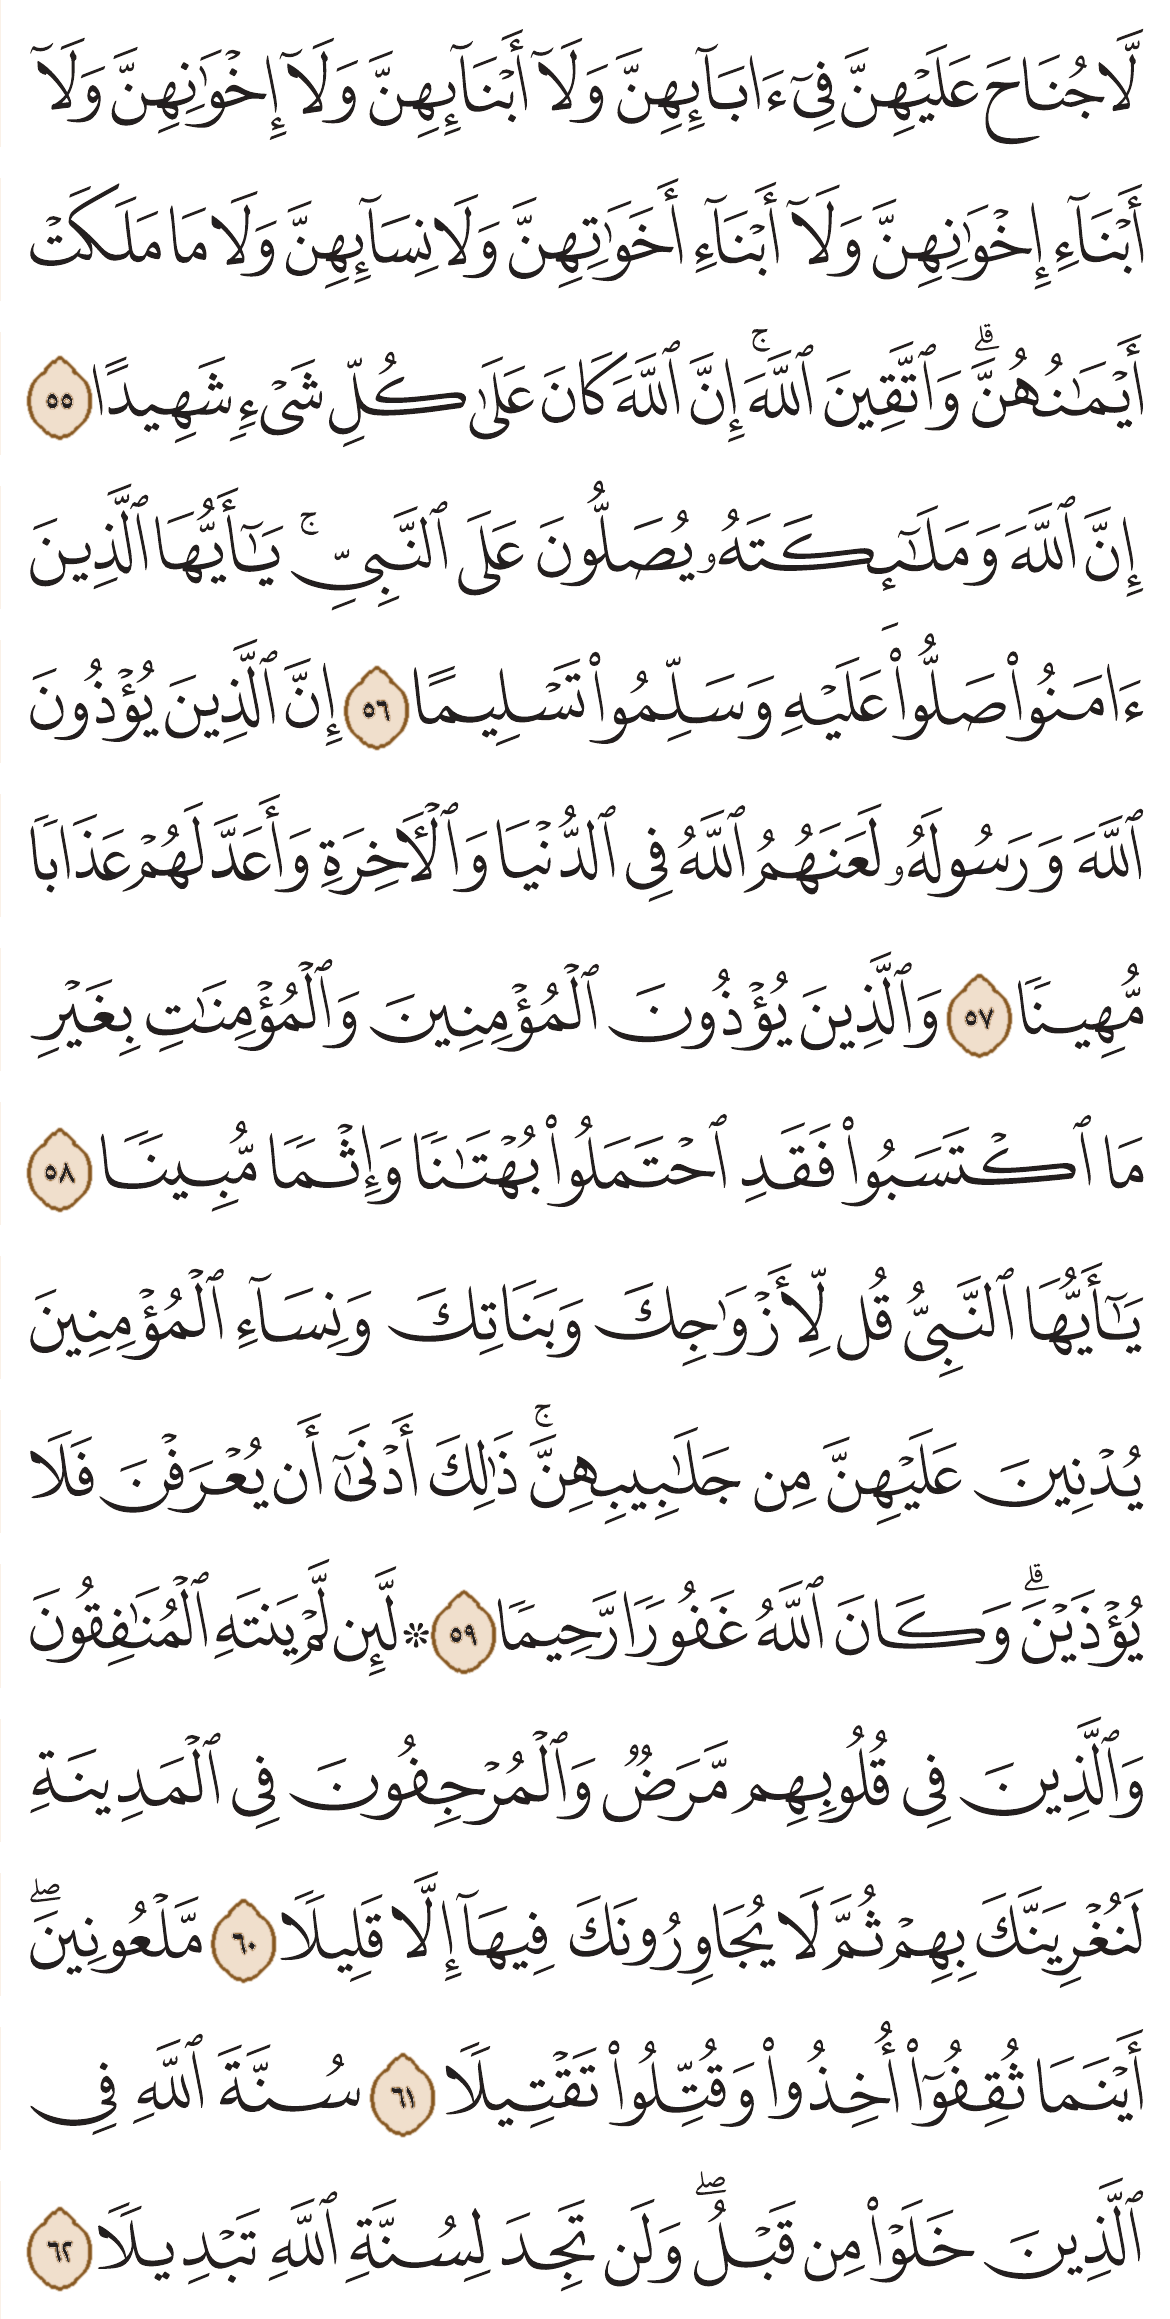 لَّا جُنَاحَ عَلَيْهِنَّ فِىٓ ءَابَآئِهِنَّ وَلَآ أَبْنَآئِهِنَّ وَلَآ إِخْوَٰنِهِنَّ وَلَآ
أَبْنَآءِ إِخْوَٰنِهِنَّ وَلَآ أَبْنَآءِ أَخَوَٰتِهِنَّ وَلَا نِسَآئِهِنَّ وَلَا مَا مَلَكَتْ
أَيْمَـٰنُهُنَّ ۗ وَٱتَّقِينَ ٱللَّهَ ۚ إِنَّ ٱللَّهَ كَانَ عَلَىٰ كُلِّ شَىْءٍ شَهِيدًا ٥٥
إِنَّ ٱللَّهَ وَمَلَـٰٓئِكَتَهُۥ يُصَلُّونَ عَلَى ٱلنَّبِىِّ ۚ يَـٰٓأَيُّهَا ٱلَّذِينَ
ءَامَنُوا۟ صَلُّوا۟ عَلَيْهِ وَسَلِّمُوا۟ تَسْلِيمًا ٥٦ إِنَّ ٱلَّذِينَ يُؤْذُونَ
ٱللَّهَ وَرَسُولَهُۥ لَعَنَهُمُ ٱللَّهُ فِى ٱلدُّنْيَا وَٱلْـَٔاخِرَةِ وَأَعَدَّ لَهُمْ عَذَابًا
مُّهِينًا ٥٧ وَٱلَّذِينَ يُؤْذُونَ ٱلْمُؤْمِنِينَ وَٱلْمُؤْمِنَـٰتِ بِغَيْرِ
مَا ٱكْتَسَبُوا۟ فَقَدِ ٱحْتَمَلُوا۟ بُهْتَـٰنًا وَإِثْمًا مُّبِينًا ٥٨
يَـٰٓأَيُّهَا ٱلنَّبِىُّ قُل لِّأَزْوَٰجِكَ وَبَنَاتِكَ وَنِسَآءِ ٱلْمُؤْمِنِينَ
يُدْنِينَ عَلَيْهِنَّ مِن جَلَـٰبِيبِهِنَّ ۚ ذَٰلِكَ أَدْنَىٰٓ أَن يُعْرَفْنَ فَلَا
يُؤْذَيْنَ ۗ وَكَانَ ٱللَّهُ غَفُورًا رَّحِيمًا ٥٩ ۞ لَّئِن لَّمْ يَنتَهِ ٱلْمُنَـٰفِقُونَ
وَٱلَّذِينَ فِى قُلُوبِهِم مَّرَضٌ وَٱلْمُرْجِفُونَ فِى ٱلْمَدِينَةِ
لَنُغْرِيَنَّكَ بِهِمْ ثُمَّ لَا يُجَاوِرُونَكَ فِيهَآ إِلَّا قَلِيلًا ٦٠ مَّلْعُونِينَ ۖ
أَيْنَمَا ثُقِفُوٓا۟ أُخِذُوا۟ وَقُتِّلُوا۟ تَقْتِيلًا ٦١ سُنَّةَ ٱللَّهِ فِى
ٱلَّذِينَ خَلَوْا۟ مِن قَبْلُ ۖ وَلَن تَجِدَ لِسُنَّةِ ٱللَّهِ تَبْدِيلًا ٦٢